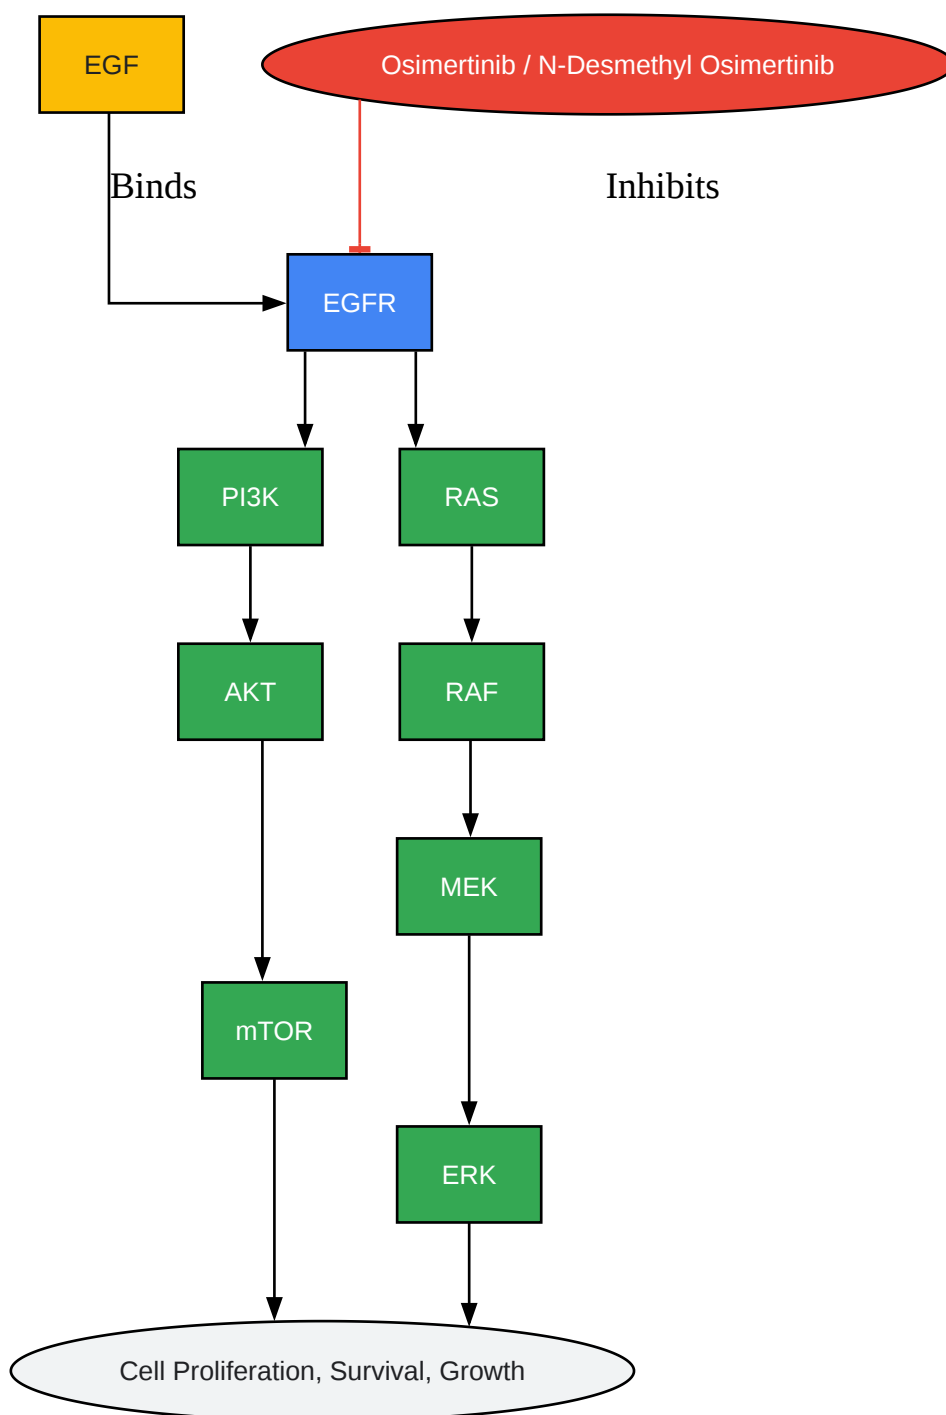 EGF
Osimertinib / N-Desmethyl Osimertinib
Binds
Inhibits
EGFR
PI3K
RAS
AKT
RAF
MEK
mTOR
ERK
Cell Proliferation, Survival, Growth